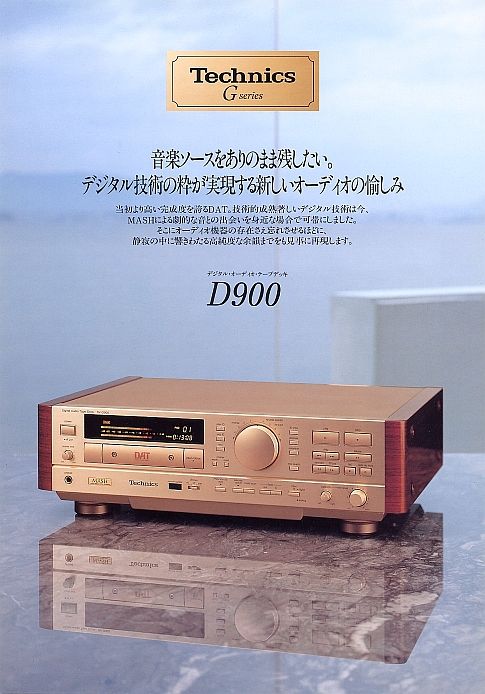 Technics
G series
音楽ソースをありのまま残したい。
デジタル技術の粋が実現する新しいオーディオの愉しみ
当初より高い完成度を誇るDAT。技術的成熟著しいデジタル技術は今、
MASHによる劇的な音との出会いを身近な場合で可能にしました。
そこにオーディオ機器の存在さえ忘れさせるほどに、
静寂の中に響きわたる高純度な余韻までをも見事に再現します。
デジタル・オーディオ・テープデッキ
D900
Digital Audio Tape Deck
01
0:13:08
DAT
MASH
Technics